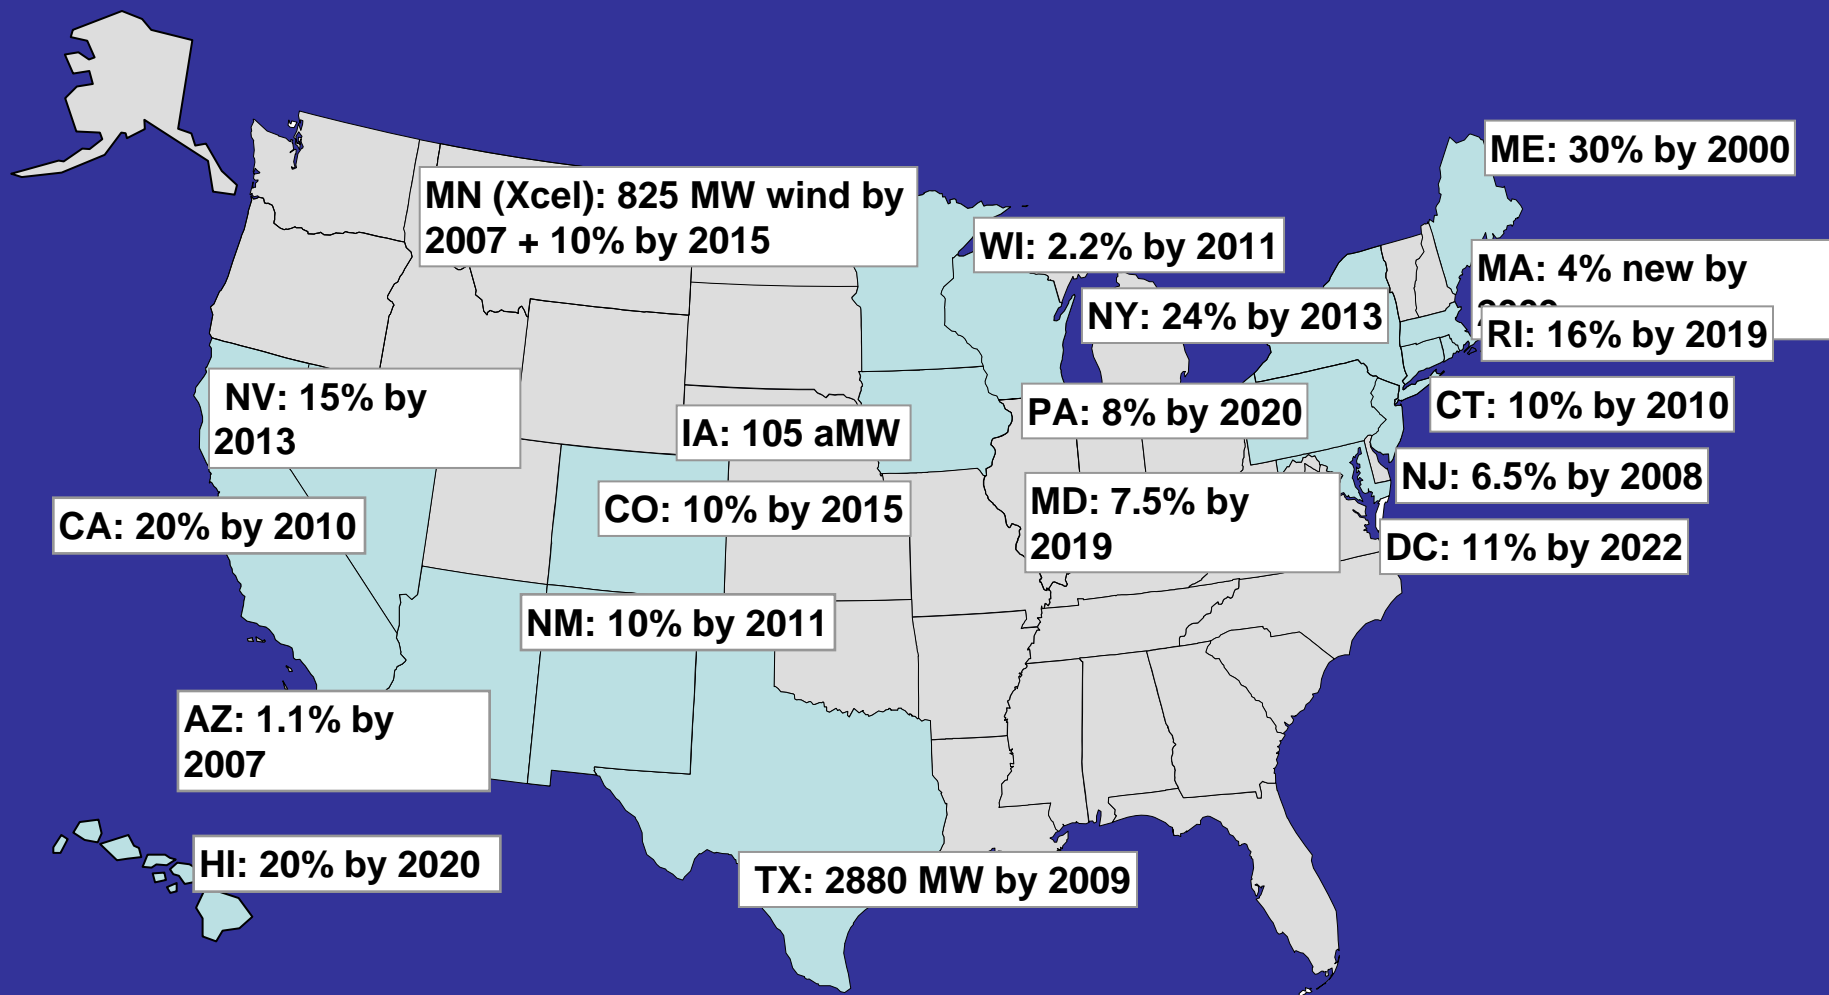 ME: 30% by 2000
MN (Xcel): 825 MW wind by
2007 + 10% by 2015
WI: 2.2% by 2011
MA: 4% new by
NY: 24% by 2013
RI: 16% by 2019
NV: 15% by
2013
IA: 105 aMW
PA: 8% by 2020
CT: 10% by 2010
NJ: 6.5% by 2008
CA: 20% by 2010
CO: 10% by 2015
MD: 7.5% by
2019
DC: 11% by 2022
NM: 10% by 2011
AZ: 1.1% by
2007
HI: 20% by 2020
TX: 2880 MW by 2009